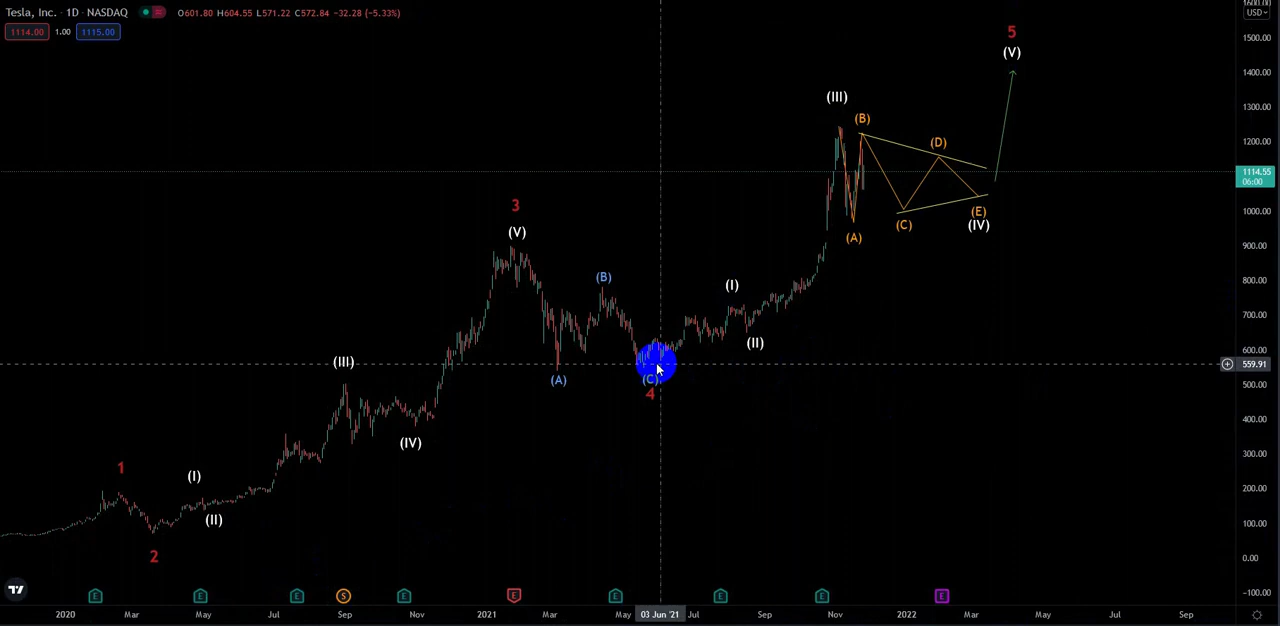 Tesla, Inc. · 1D · NASDAQ O601.80 H604.55 L571.22 C572.84 −32.28 (−5.33%)
1114.00 1.00 1115.00
USD
1500.00
1400.00
1300.00
1200.00
1114.55
06:00
1000.00
900.00
800.00
700.00
600.00
559.91
500.00
400.00
300.00
200.00
100.00
0.00
-100.00
5
(V)
(III)
(B)
(D)
(A)
(C)
(E)
(IV)
3
(V)
(B)
(I)
(II)
(A)
(C)
4
(III)
(IV)
1
(I)
(II)
2
E E E S E E E E E E
2020 Mar May Jul Sep Nov 2021 Mar May 03 Jun '21 Jul Sep Nov 2022 Mar May Jul Sep